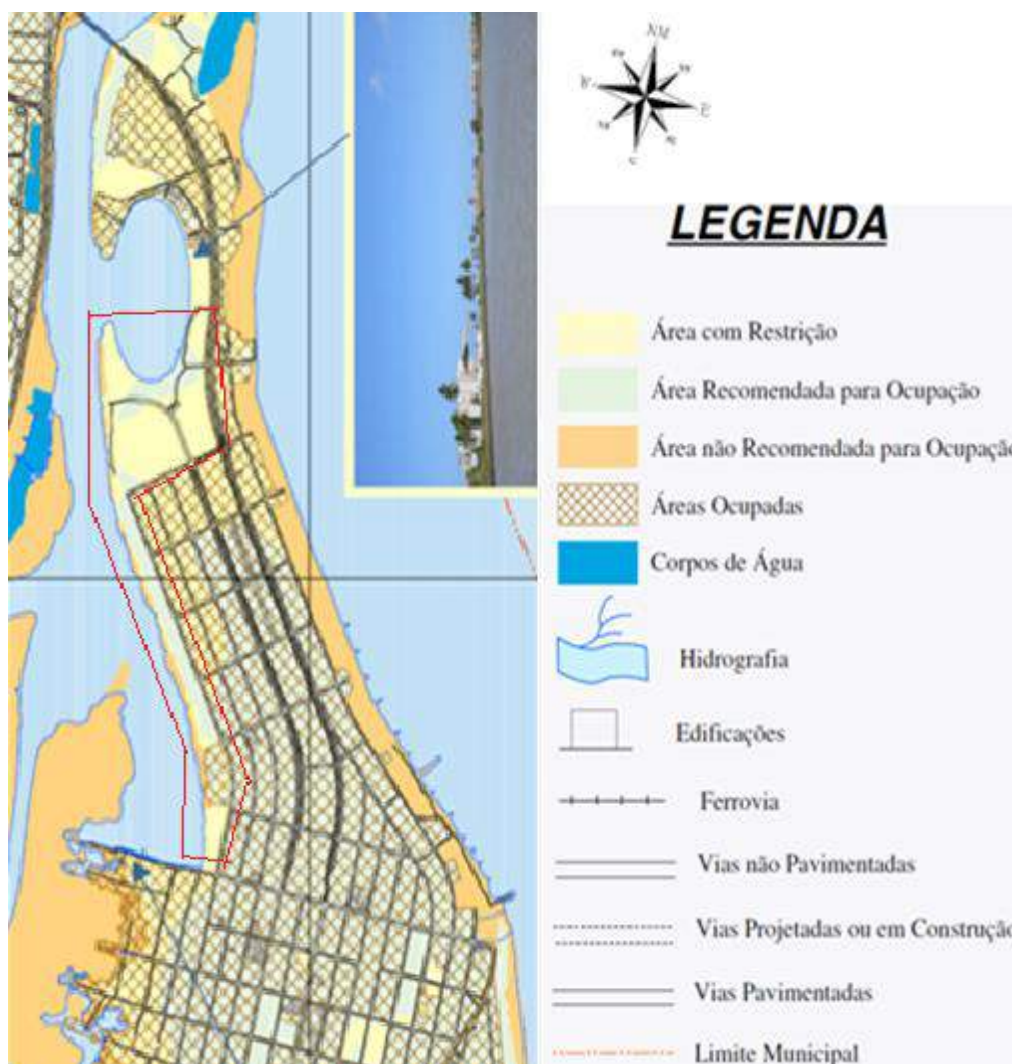 NM
W
E
S
LEGENDA
Área com Restrição
Área Recomendada para Ocupação
Área não Recomendada para Ocupação
Áreas Ocupadas
Corpos de Água
Hidrografia
Edificações
Ferrovia
Vias não Pavimentadas
Vias Projetadas ou em Construção
Vias Pavimentadas
Limite Municipal